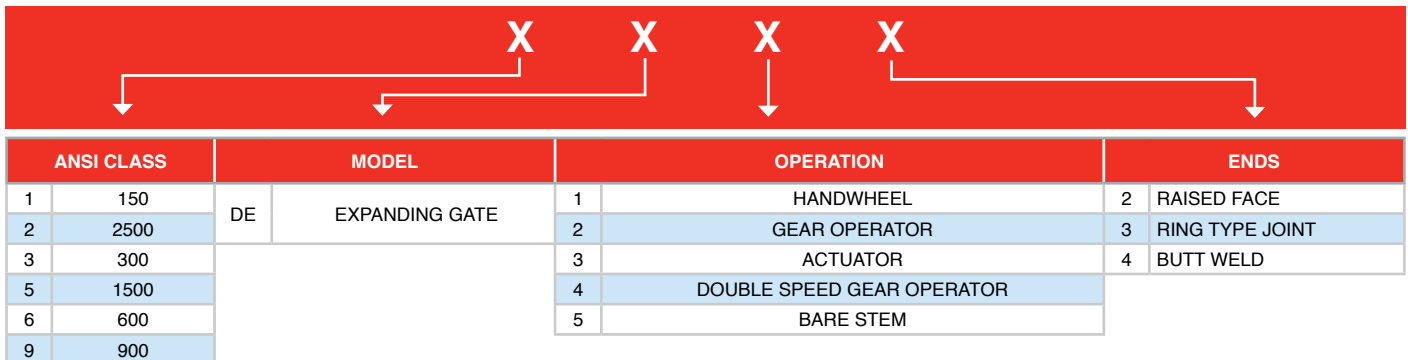 X X X X
ANSI CLASS MODEL OPERATION ENDS
1 150 DE EXPANDING GATE 1 HANDWHEEL 2 RAISED FACE
2 2500 2 GEAR OPERATOR 3 RING TYPE JOINT
3 300 3 ACTUATOR 4 BUTT WELD
5 1500 4 DOUBLE SPEED GEAR OPERATOR
6 600 5 BARE STEM
9 900